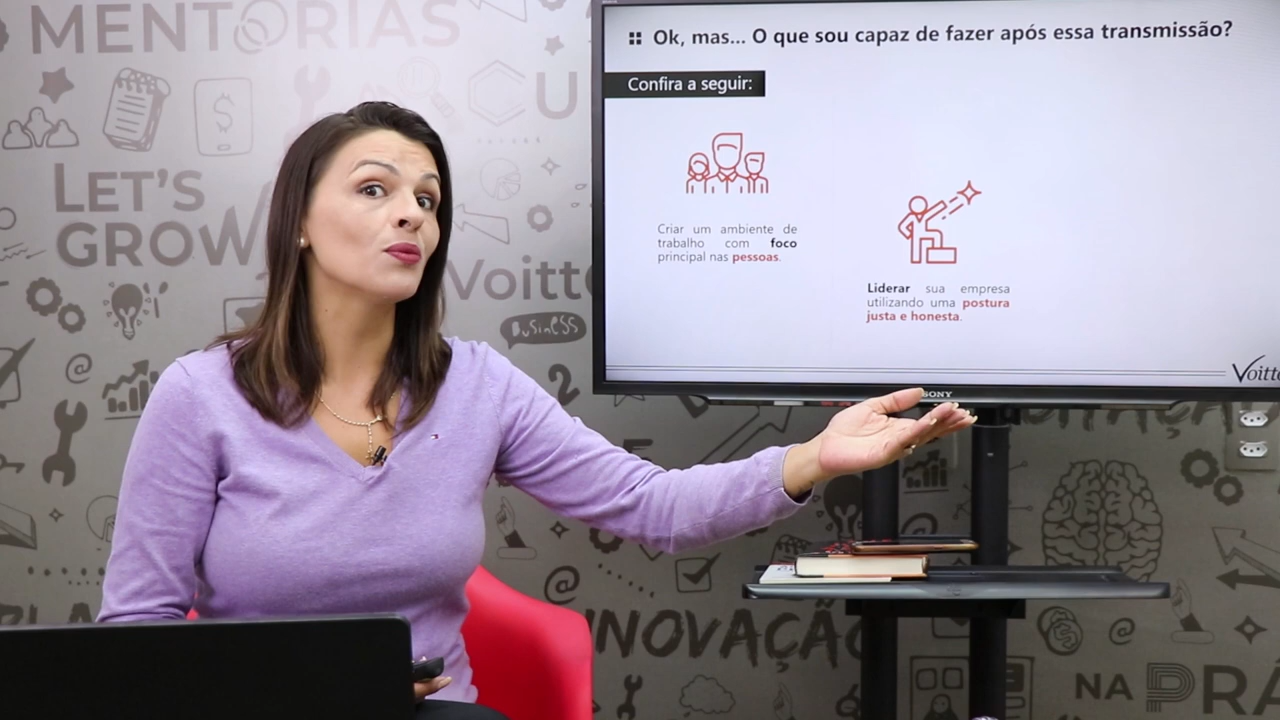 MENTORIAS
LET'S
GROW
Voitto
BUSINESS
2
INOVAÇÃO
NA PRÁ
Ok, mas... O que sou capaz de fazer após essa transmissão?
Confira a seguir:
Criar um ambiente de
trabalho com foco
principal nas pessoas.
Liderar sua empresa
utilizando uma postura
justa e honesta.
Voitto
SONY